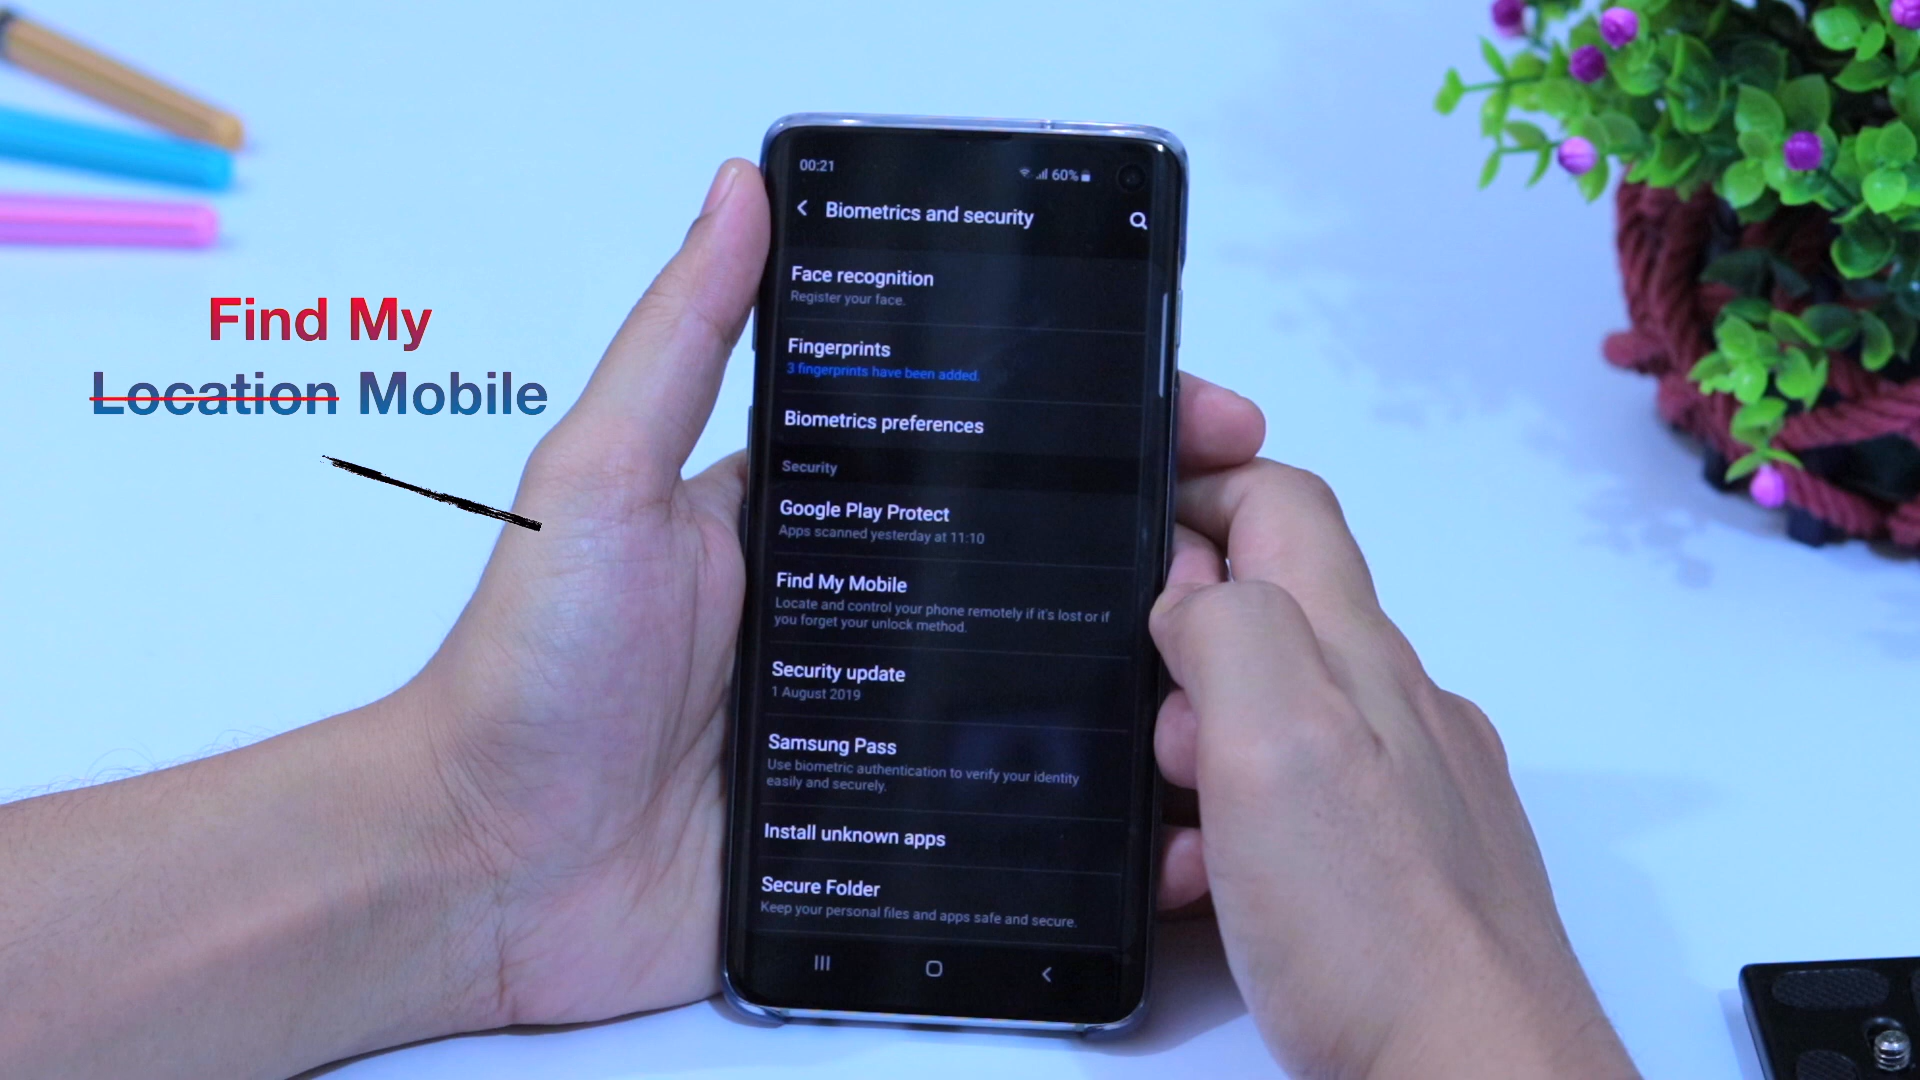 Find My
Location Mobile
00:21
60%
Biometrics and security
Face recognition
Register your face.
Fingerprints
3 fingerprints have been added.
Biometrics preferences
Security
Google Play Protect
Apps scanned yesterday at 11:10
Find My Mobile
Locate and control your phone remotely if it's lost or if
you forget your unlock method.
Security update
1 August 2019
Samsung Pass
Use biometric authentication to verify your identity
easily and securely.
Install unknown apps
Secure Folder
Keep your personal files and apps safe and secure.